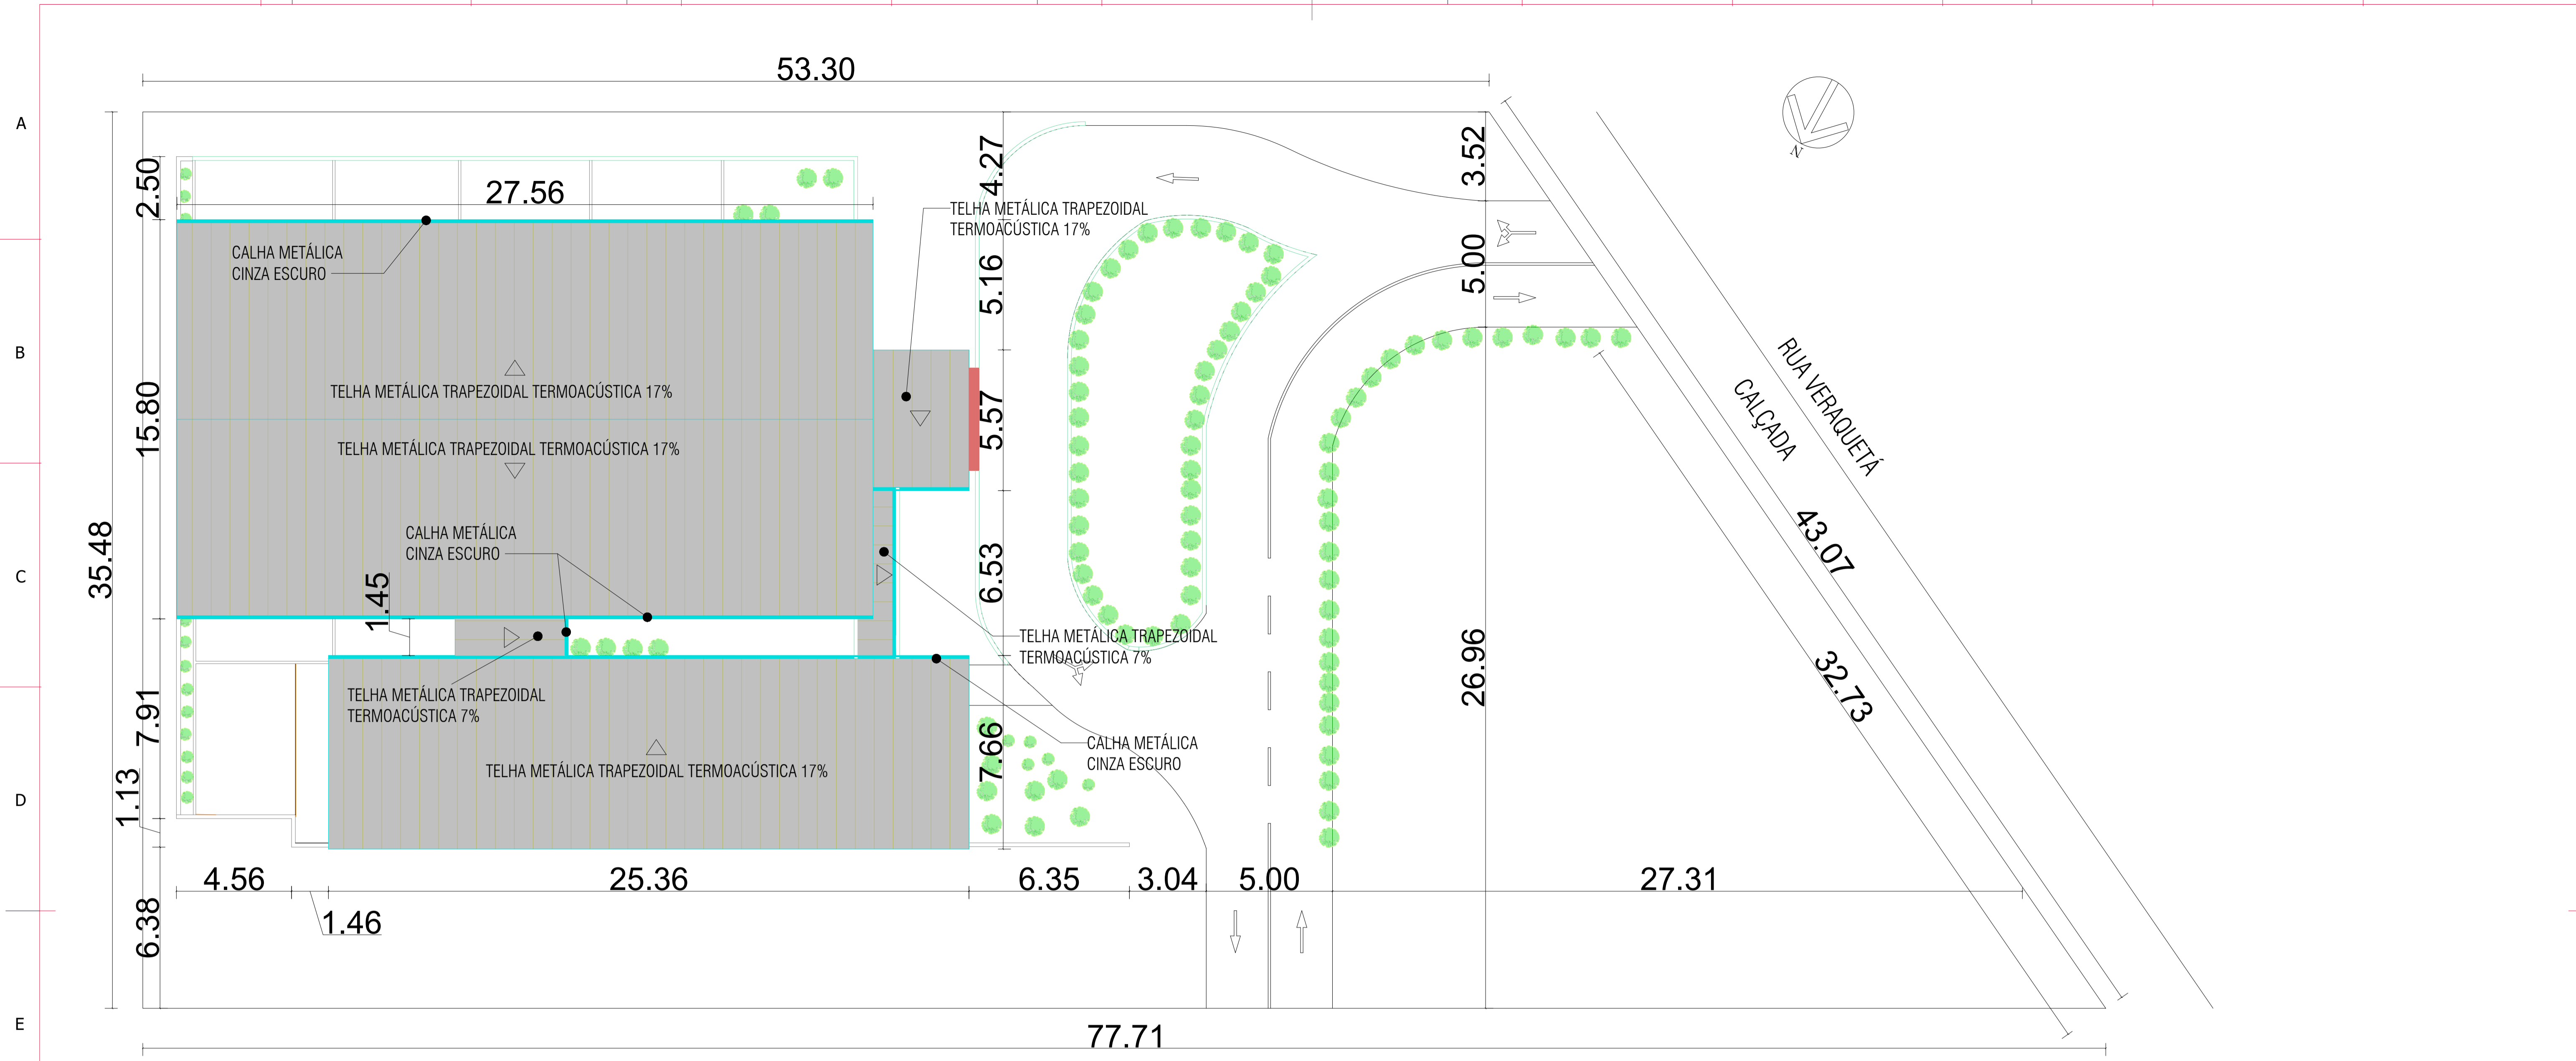 53.30
A
N
4.27
3.52
2.50
27.56
TELHA METÁLICA TRAPEZOIDAL
TERMOACÚSTICA 17%
CALHA METÁLICA
CINZA ESCURO
5.16
5.00
B
TELHA METÁLICA TRAPEZOIDAL TERMOACÚSTICA 17%
15.80
5.57
RUA VERAQUETÁ
CALÇADA
TELHA METÁLICA TRAPEZOIDAL TERMOACÚSTICA 17%
35.48
CALHA METÁLICA
CINZA ESCURO
C
1.45
6.53
43.07
TELHA METÁLICA TRAPEZOIDAL
TERMOACÚSTICA 7%
26.96
32.73
TELHA METÁLICA TRAPEZOIDAL
TERMOACÚSTICA 7%
7.91
7.66
CALHA METÁLICA
CINZA ESCURO
TELHA METÁLICA TRAPEZOIDAL TERMOACÚSTICA 17%
D
1.13
4.56
25.36
6.35
3.04
5.00
27.31
1.46
6.38
E
77.71